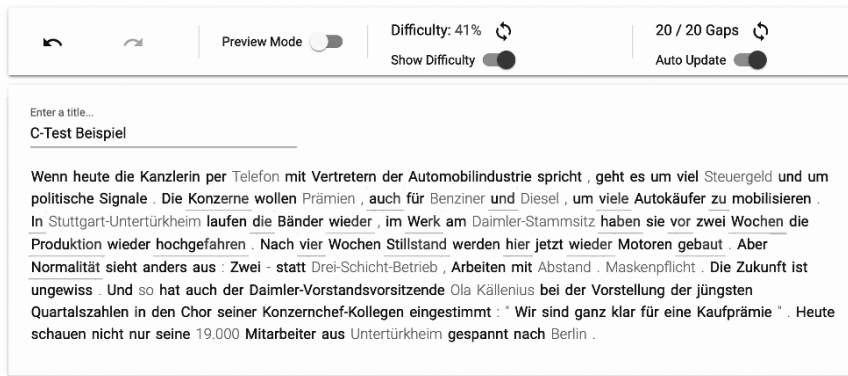 Preview Mode
Difficulty: 41%
Show Difficulty
20 / 20 Gaps
Auto Update
Enter a title...
C-Test Beispiel
Wenn heute die Kanzlerin per Telefon mit Vertretern der Automobilindustrie spricht , geht es um viel Steuergeld und um
politische Signale . Die Konzerne wollen Prämien , auch für Benziner und Diesel , um viele Autokäufer zu mobilisieren .
In Stuttgart-Untertürkheim laufen die Bänder wieder , im Werk am Daimler-Stammsitz haben sie vor zwei Wochen die
Produktion wieder hochgefahren . Nach vier Wochen Stillstand werden hier jetzt wieder Motoren gebaut . Aber
Normalität sieht anders aus : Zwei - statt Drei-Schicht-Betrieb , Arbeiten mit Abstand . Maskenpflicht . Die Zukunft ist
ungewiss . Und so hat auch der Daimler-Vorstandsvorsitzende Ola Källenius bei der Vorstellung der jüngsten
Quartalszahlen in den Chor seiner Konzernchef-Kollegen eingestimmt : " Wir sind ganz klar für eine Kaufprämie " . Heute
schauen nicht nur seine 19.000 Mitarbeiter aus Untertürkheim gespannt nach Berlin .